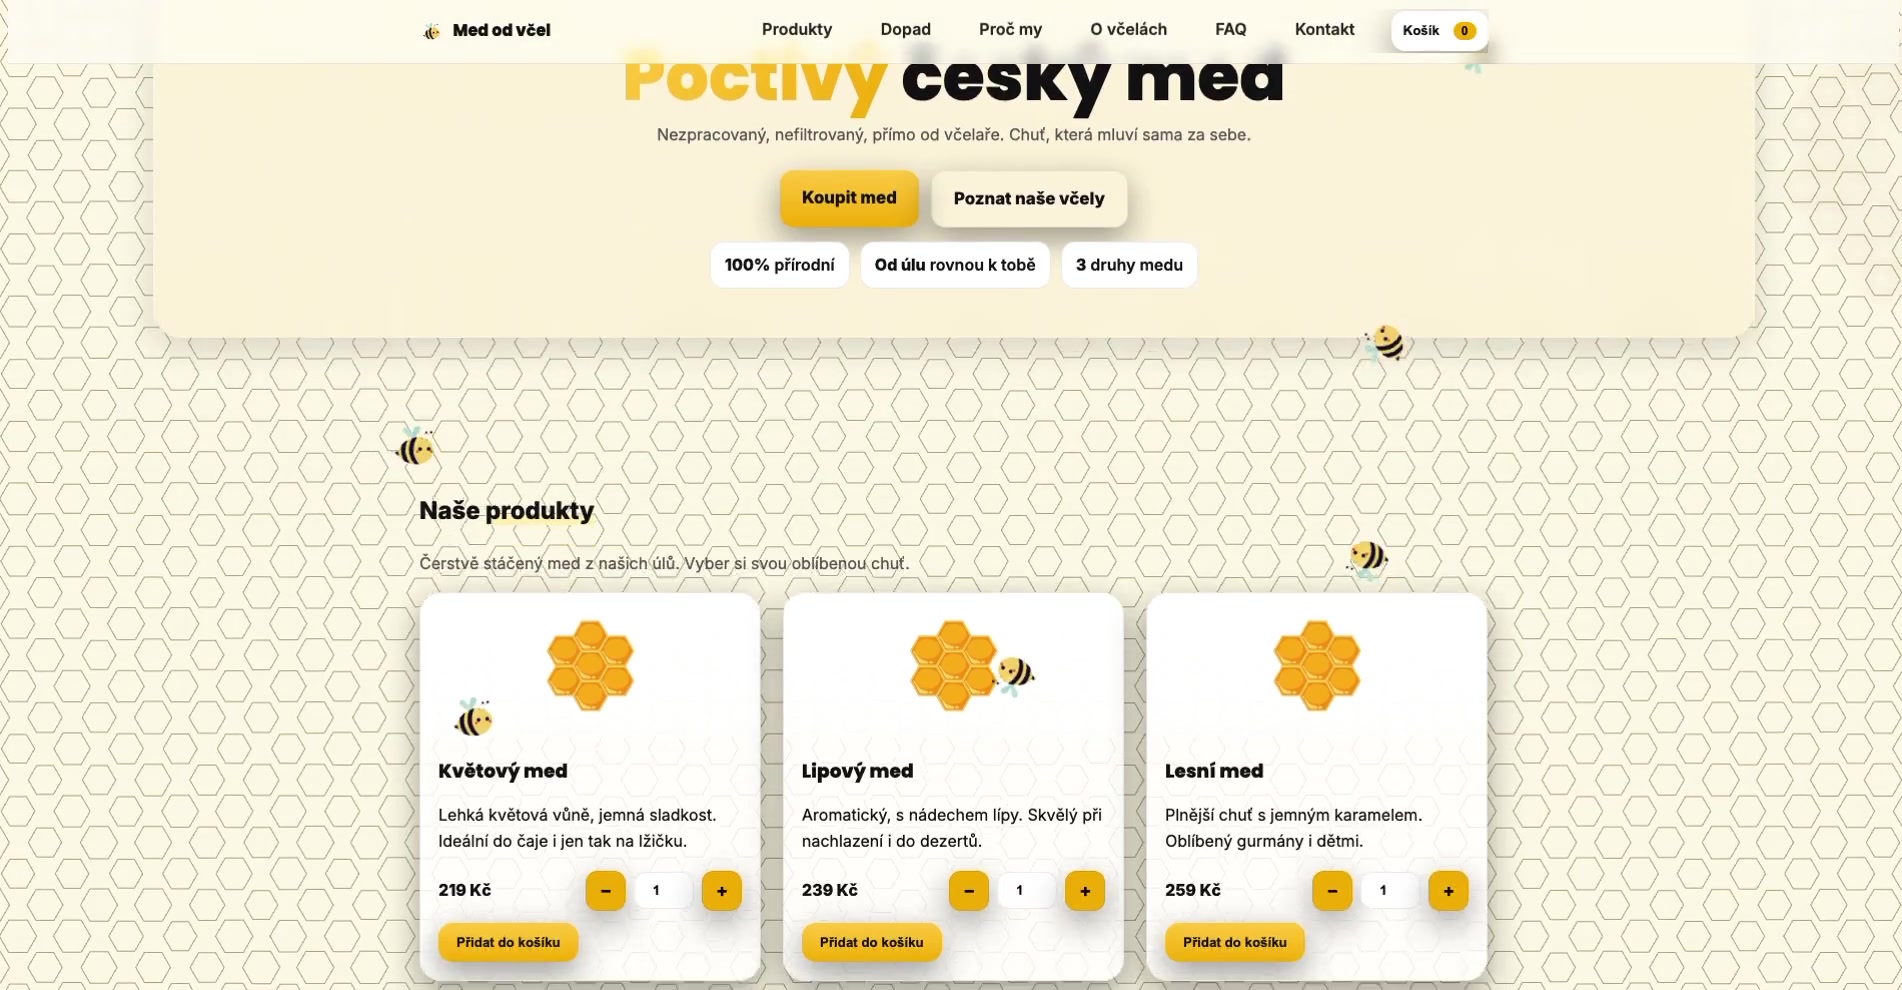 Med od včel
Produkty
Dopad
Proč my
O včelách
FAQ
Kontakt
Košík 0
Poctivý český med
Nezpracovaný, nefiltrovaný, přímo od včelaře. Chuť, která mluví sama za sebe.
Koupit med
Poznat naše včely
100% přírodní
Od úlu rovnou k tobě
3 druhy medu
Naše produkty
Čerstvě stáčený med z našich úlů. Vyber si svou oblíbenou chuť.
Květový med
Lehká květová vůně, jemná sladkost.
Ideální do čaje i jen tak na lžičku.
219 Kč
− 1 +
Přidat do košíku
Lipový med
Aromatický, s nádechem lípy. Skvělý při
nachlazení i do dezertů.
239 Kč
− 1 +
Přidat do košíku
Lesní med
Plnější chuť s jemným karamelem.
Oblíbený gurmány i dětmi.
259 Kč
− 1 +
Přidat do košíku